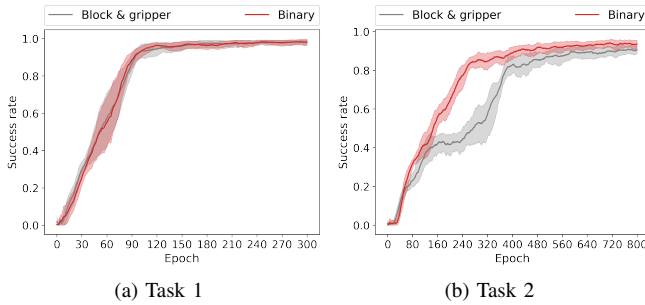 Block & gripper Binary
Success rate
1.0
0.8
0.6
0.4
0.2
0.0
0 30 60 90 120 150 180 210 240 270 300
Epoch
(a) Task 1
Block & gripper Binary
Success rate
1.0
0.8
0.6
0.4
0.2
0.0
0 80 160 240 320 400 480 560 640 720 800
Epoch
(b) Task 2